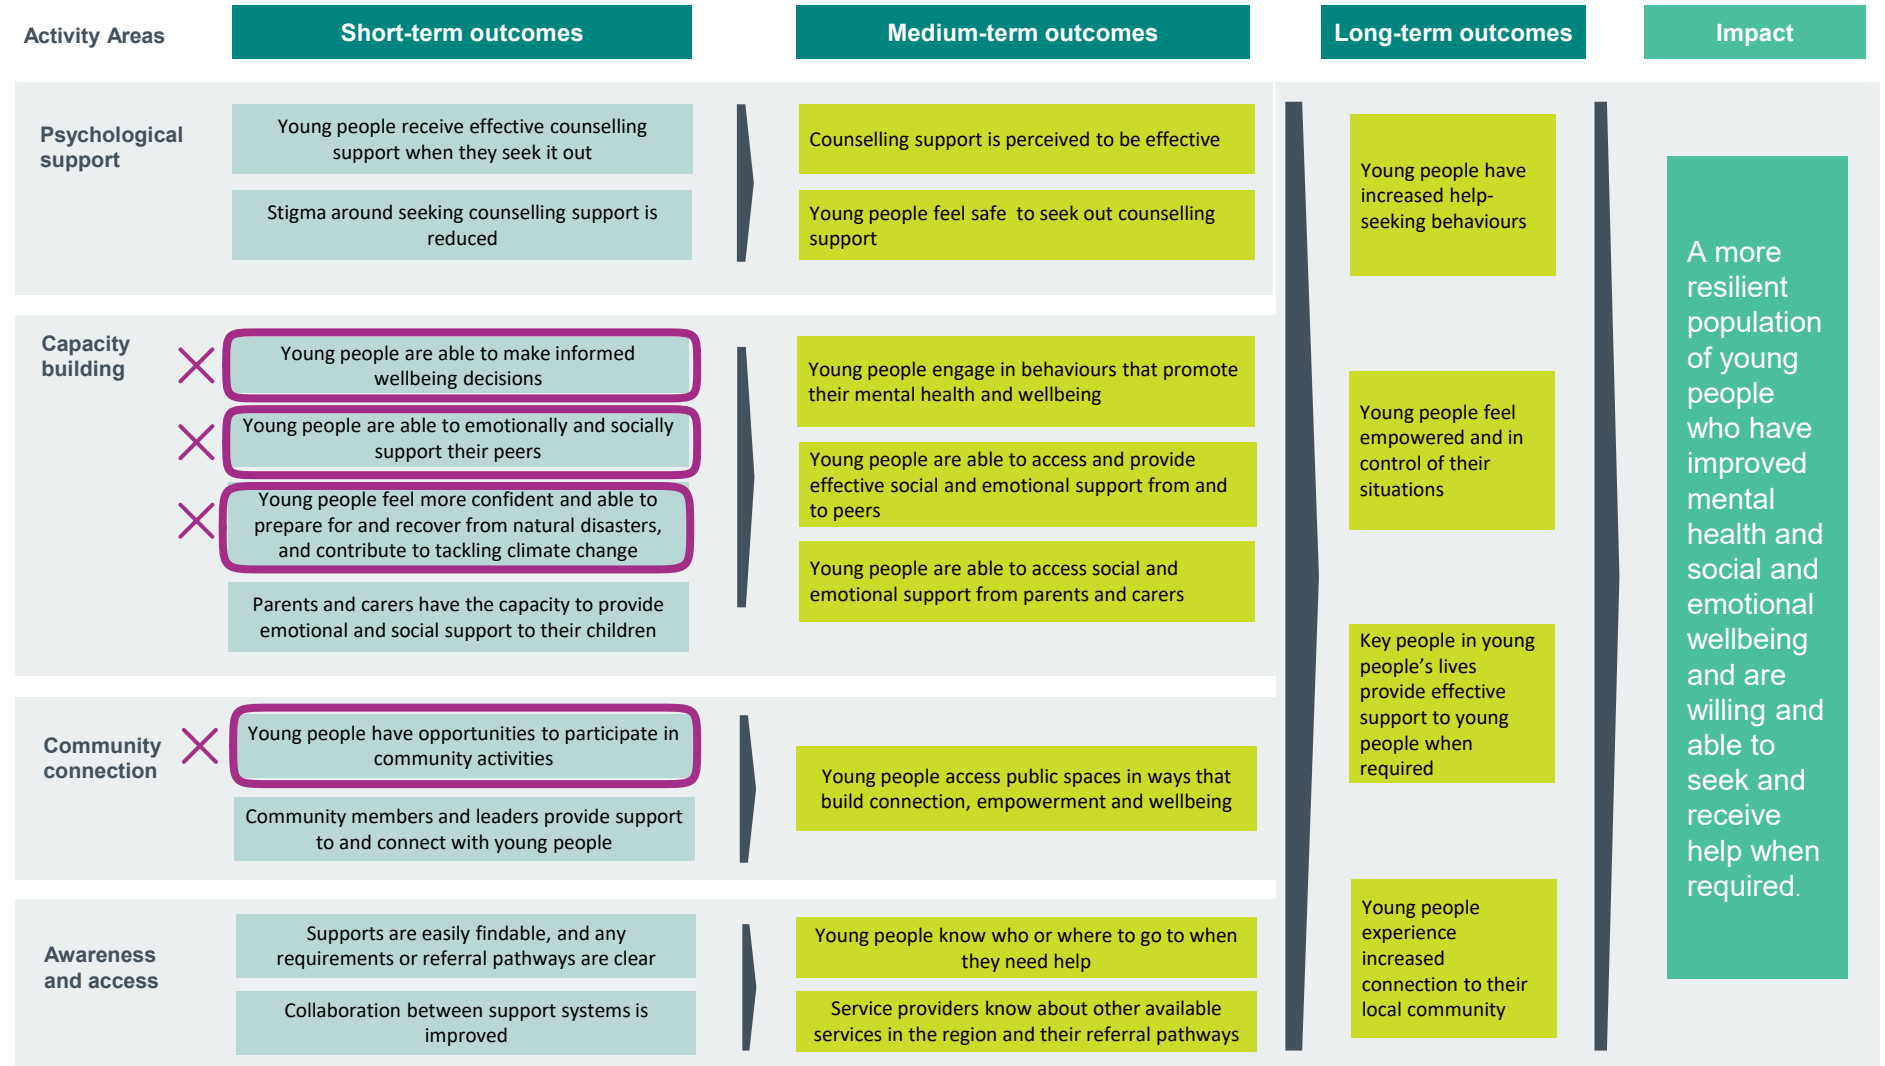 Activity Areas
Short-term outcomes
Medium-term outcomes
Long-term outcomes
Impact
Psychological
support
Young people receive effective counselling
support when they seek it out
Stigma around seeking counselling support is
reduced
Counselling support is perceived to be effective
Young people feel safe to seek out counselling
support
Capacity
building
Young people are able to make informed
wellbeing decisions
Young people are able to emotionally and socially
support their peers
Young people feel more confident and able to
prepare for and recover from natural disasters,
and contribute to tackling climate change
Parents and carers have the capacity to provide
emotional and social support to their children
Young people engage in behaviours that promote
their mental health and wellbeing
Young people are able to access and provide
effective social and emotional support from and
to peers
Young people are able to access social and
emotional support from parents and carers
Community
connection
Young people have opportunities to participate in
community activities
Community members and leaders provide support
to and connect with young people
Young people access public spaces in ways that
build connection, empowerment and wellbeing
Awareness
and access
Supports are easily findable, and any
requirements or referral pathways are clear
Collaboration between support systems is
improved
Young people know who or where to go to when
they need help
Service providers know about other available
services in the region and their referral pathways
Young people have
increased help-
seeking behaviours
Young people feel
empowered and in
control of their
situations
Key people in young
people’s lives
provide effective
support to young
people when
required
Young people
experience
increased
connection to their
local community
A more
resilient
population
of young
people
who have
improved
mental
health and
social and
emotional
wellbeing
and are
willing and
able to
seek and
receive
help when
required.